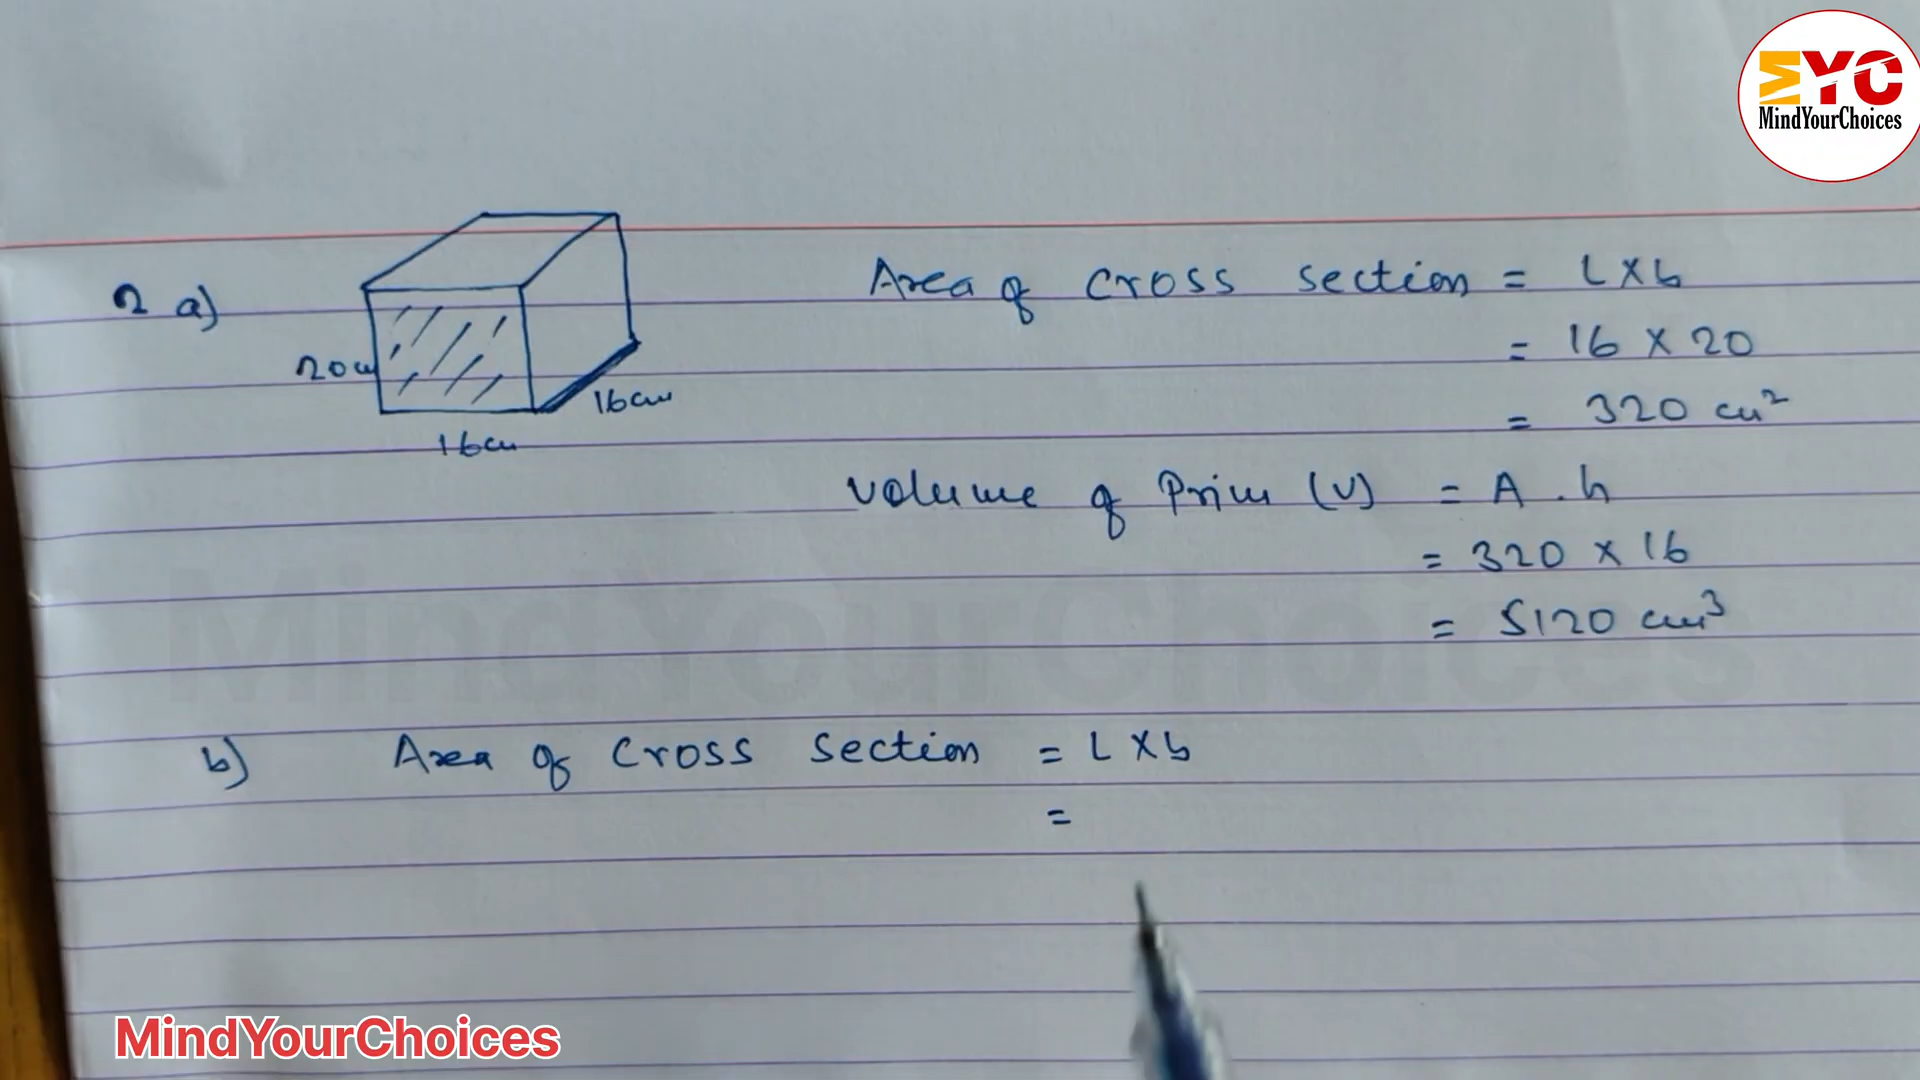 MYC
MindYourChoices
2 a)
20cm
16cm
16cm
Area of cross section = L x b
= 16 x 20
= 320 cm²
Volume of Prism (V) = A . h
= 320 x 16
= 5120 cm³
MindYourChoices
b) Area of Cross section = L x b
=
MindYourChoices